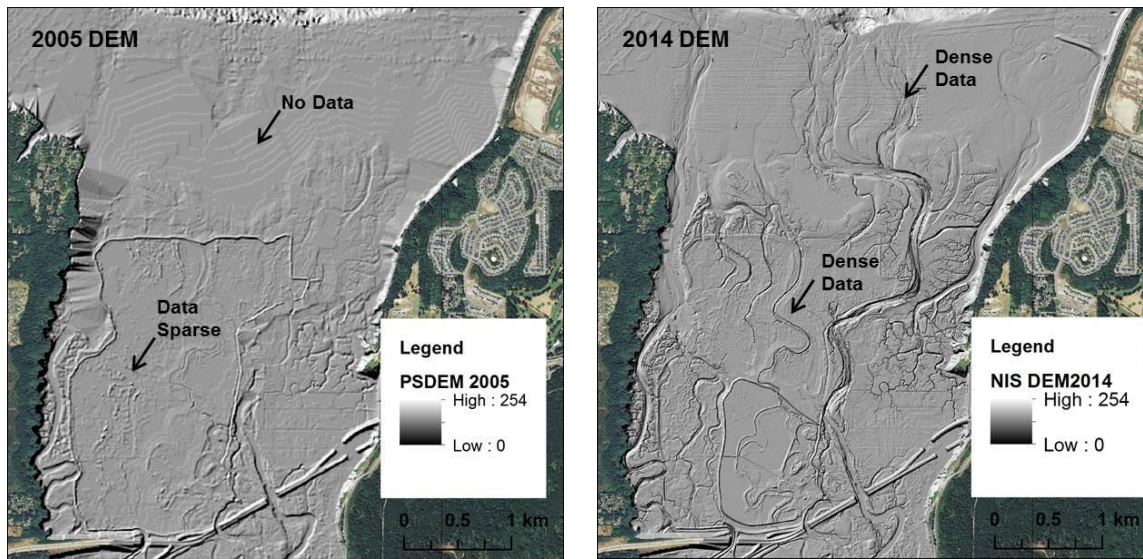 2005 DEM
No Data
Data
Sparse
Legend
PSDEM 2005
High : 254
Low : 0
0 0.5 1 km
2014 DEM
Dense
Data
Dense
Data
Legend
NIS DEM2014
High : 254
Low : 0
0 0.5 1 km